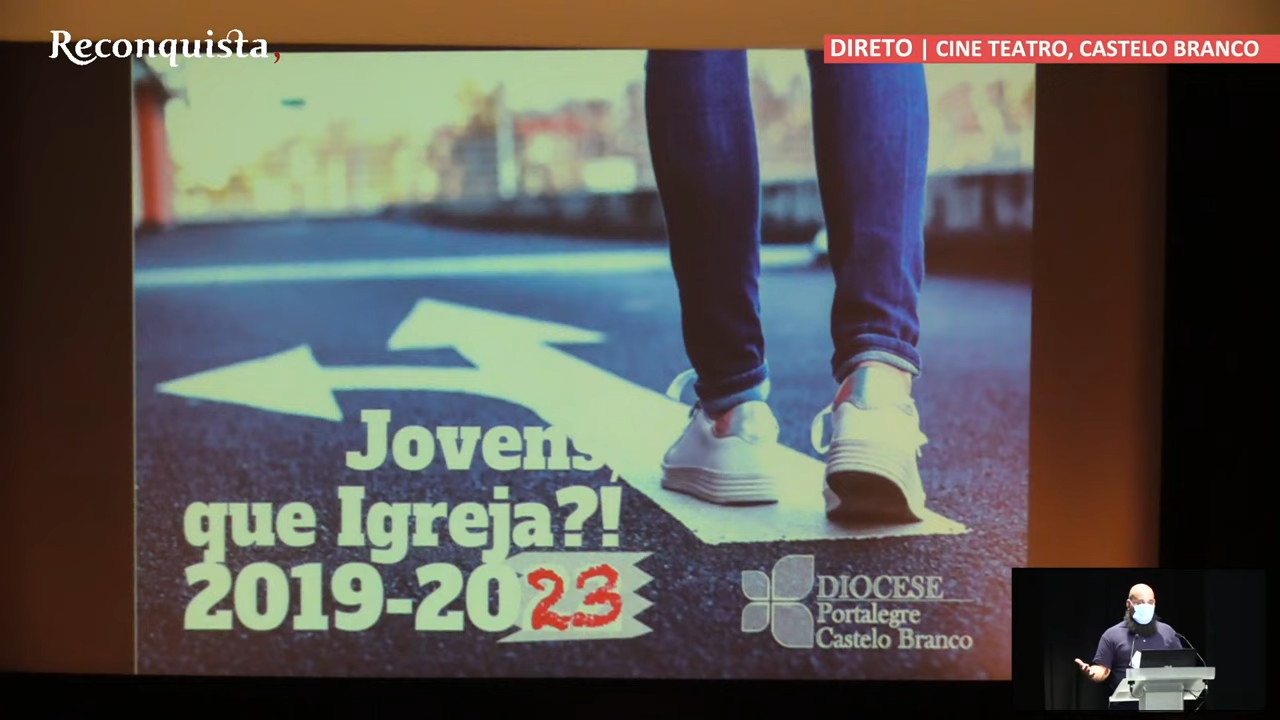 Reconquista,
DIRETO | CINE TEATRO, CASTELO BRANCO
Jovens,
que Igreja?!
2019-2023
DIOCESE
Portalegre
Castelo Branco